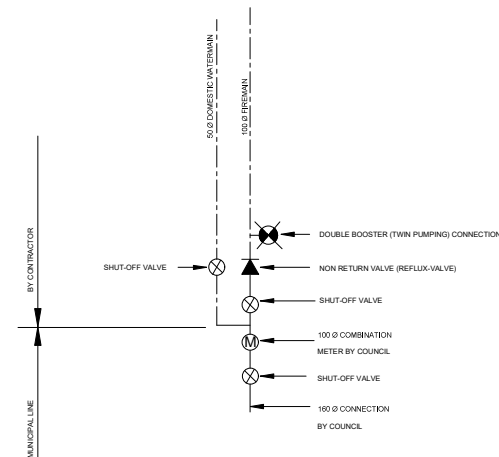 50 Ø DOMESTIC WATERMAIN
100 Ø FIREMAIN
BY CONTRACTOR
DOUBLE BOOSTER (TWIN PUMPING) CONNECTION
SHUT-OFF VALVE
NON RETURN VALVE (REFLUX-VALVE)
SHUT-OFF VALVE
100 Ø COMBINATION
METER BY COUNCIL
M
SHUT-OFF VALVE
160 Ø CONNECTION
BY COUNCIL
MUNICIPAL LINE